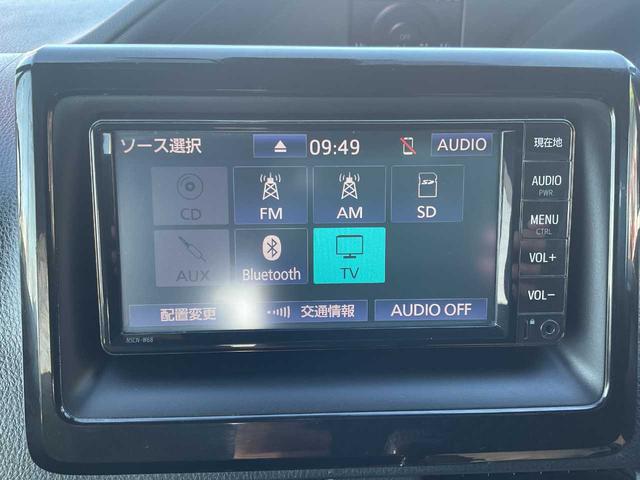 OFF
ソース選択 09:49 AUDIO
CD FM AM SD
AUX Bluetooth TV
配置変更 交通情報 AUDIO OFF
現在地
AUDIO
PWR
MENU
CTRL
VOL+
VOL−
NSCN-W68